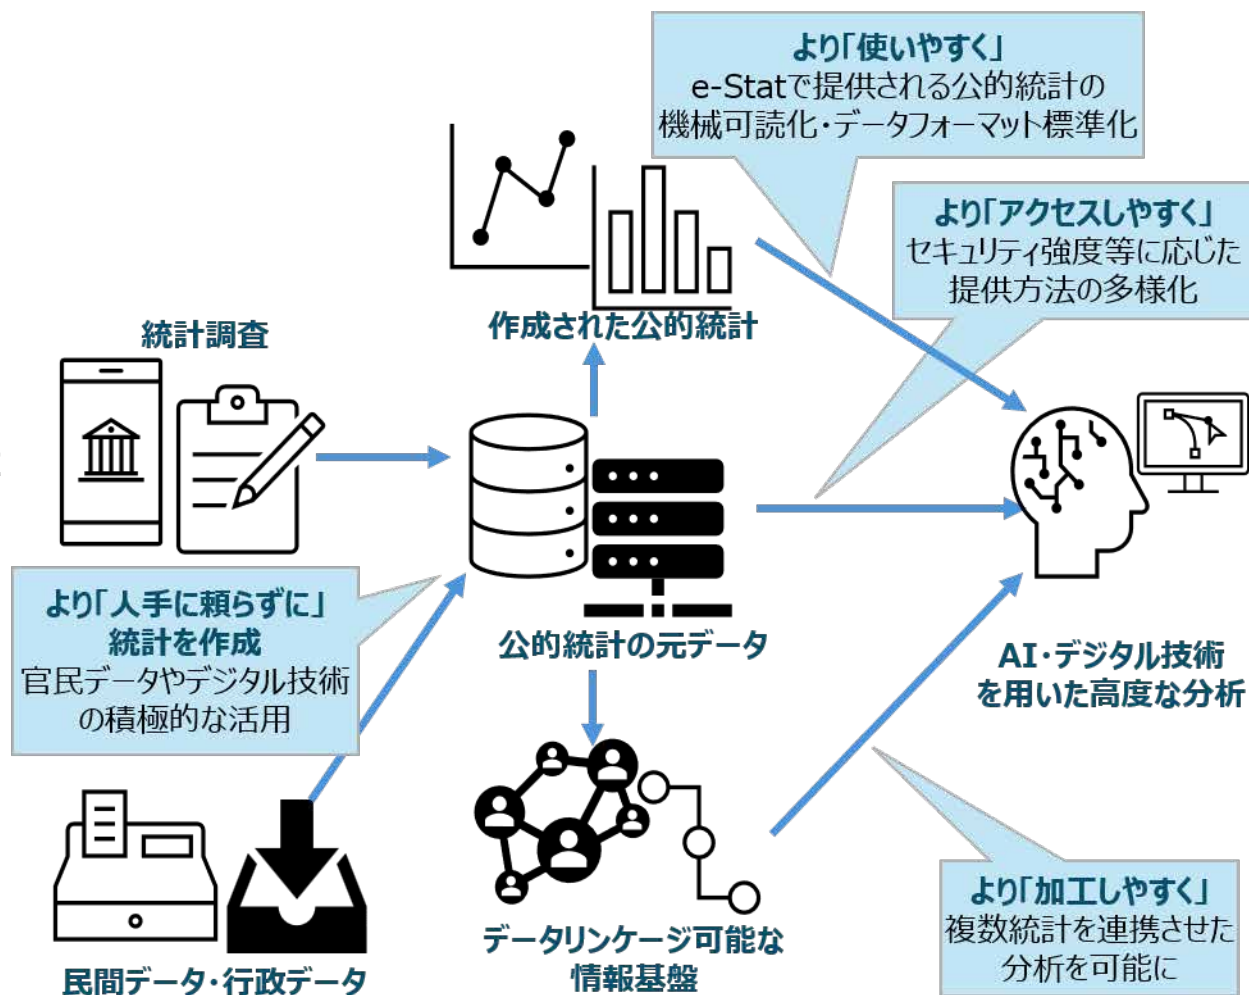 より「使いやすく」
e-Statで提供される公的統計の
機械可読化・データフォーマット標準化
より「アクセスしやすく」
セキュリティ強度等に応じた
提供方法の多様化
作成された公的統計
統計調査
より「人手に頼らずに」
統計を作成
官民データやデジタル技術
の積極的な活用
公的統計の元データ
AI・デジタル技術
を用いた高度な分析
民間データ・行政データ
データリンケージ可能な
情報基盤
より「加工しやすく」
複数統計を連携させた
分析を可能に